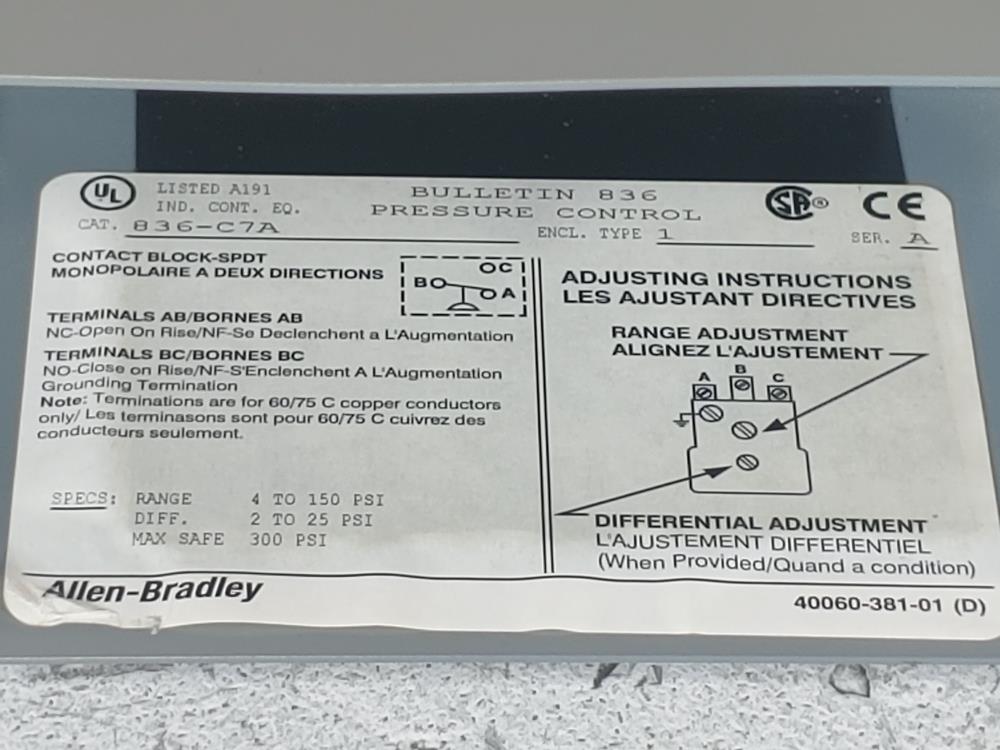 UL
LISTED A191
IND. CONT. EQ.
CAT. 836-C7A
BULLETIN 836
PRESSURE CONTROL
ENCL. TYPE 1
SA ®
CE
SER. A
CONTACT BLOCK-SPDT
MONOPOLAIRE A DEUX DIRECTIONS
C
B
A
TERMINALS AB/BORNES AB
NC-Open On Rise/NF-Se Declenchent a L'Augmentation
TERMINALS BC/BORNES BC
NO-Close on Rise/NF-S'Enclenchent A L'Augmentation
Grounding Termination
Note: Terminations are for 60/75 C copper conductors
only/ Les terminasons sont pour 60/75 C cuivrez des
conducteurs seulement.
SPECS: RANGE 4 TO 150 PSI
DIFF. 2 TO 25 PSI
MAX SAFE 300 PSI
ADJUSTING INSTRUCTIONS
LES AJUSTANT DIRECTIVES
RANGE ADJUSTMENT
ALIGNEZ L'AJUSTEMENT
A B C
DIFFERENTIAL ADJUSTMENT
L'AJUSTEMENT DIFFERENTIEL
(When Provided/Quand a condition)
Allen-Bradley
40060-381-01 (D)